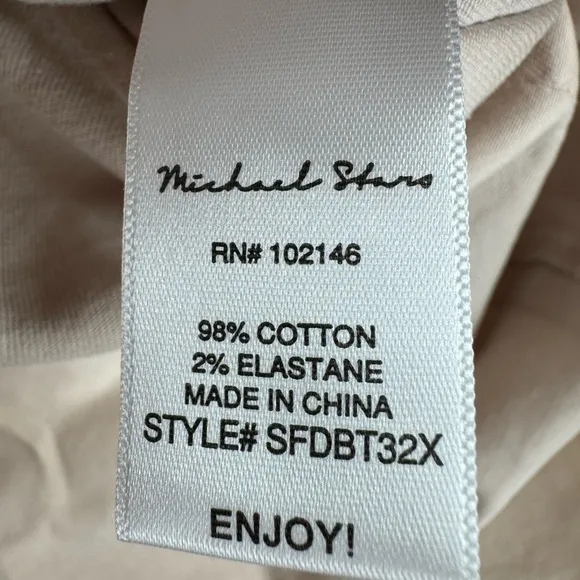 Michael Stars
RN# 102146
98% COTTON
2% ELASTANE
MADE IN CHINA
STYLE# SFDBT32X
ENJOY!